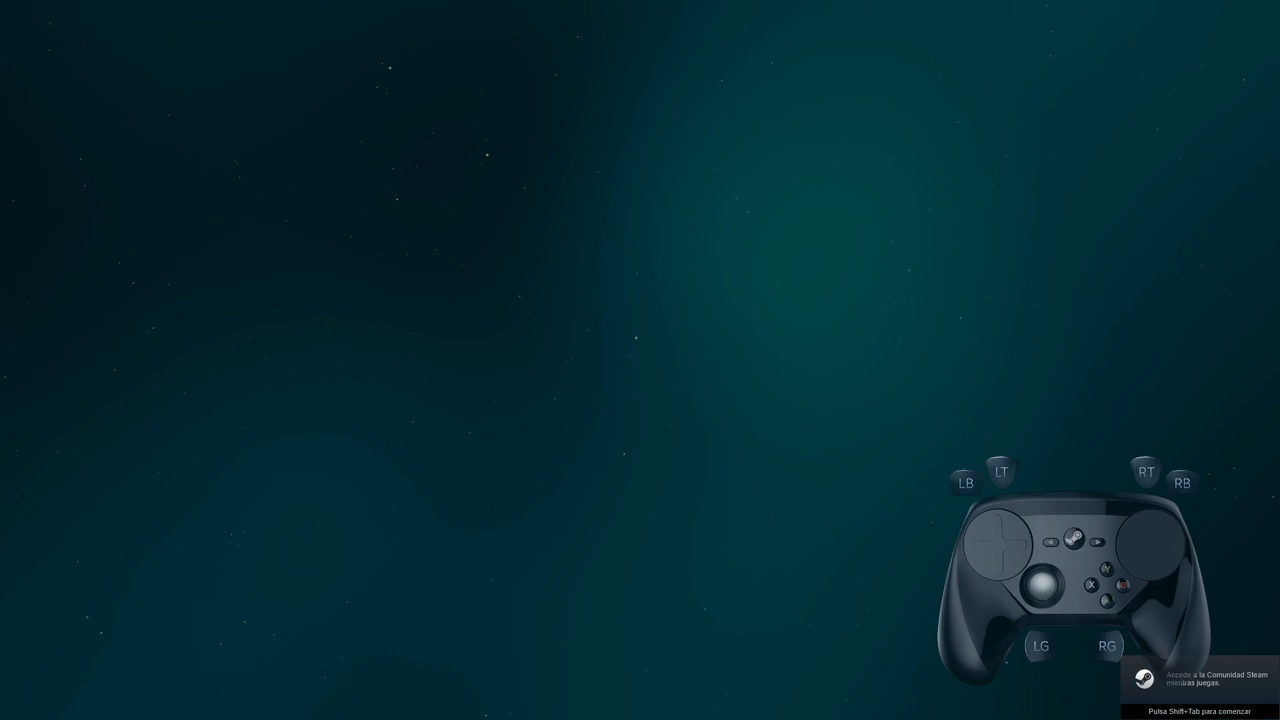 LT
RT
LB
RB
Y
X
LG
RG
Accede a la Comunidad Steam
mientras juegas.
Pulsa Shift+Tab para comenzar